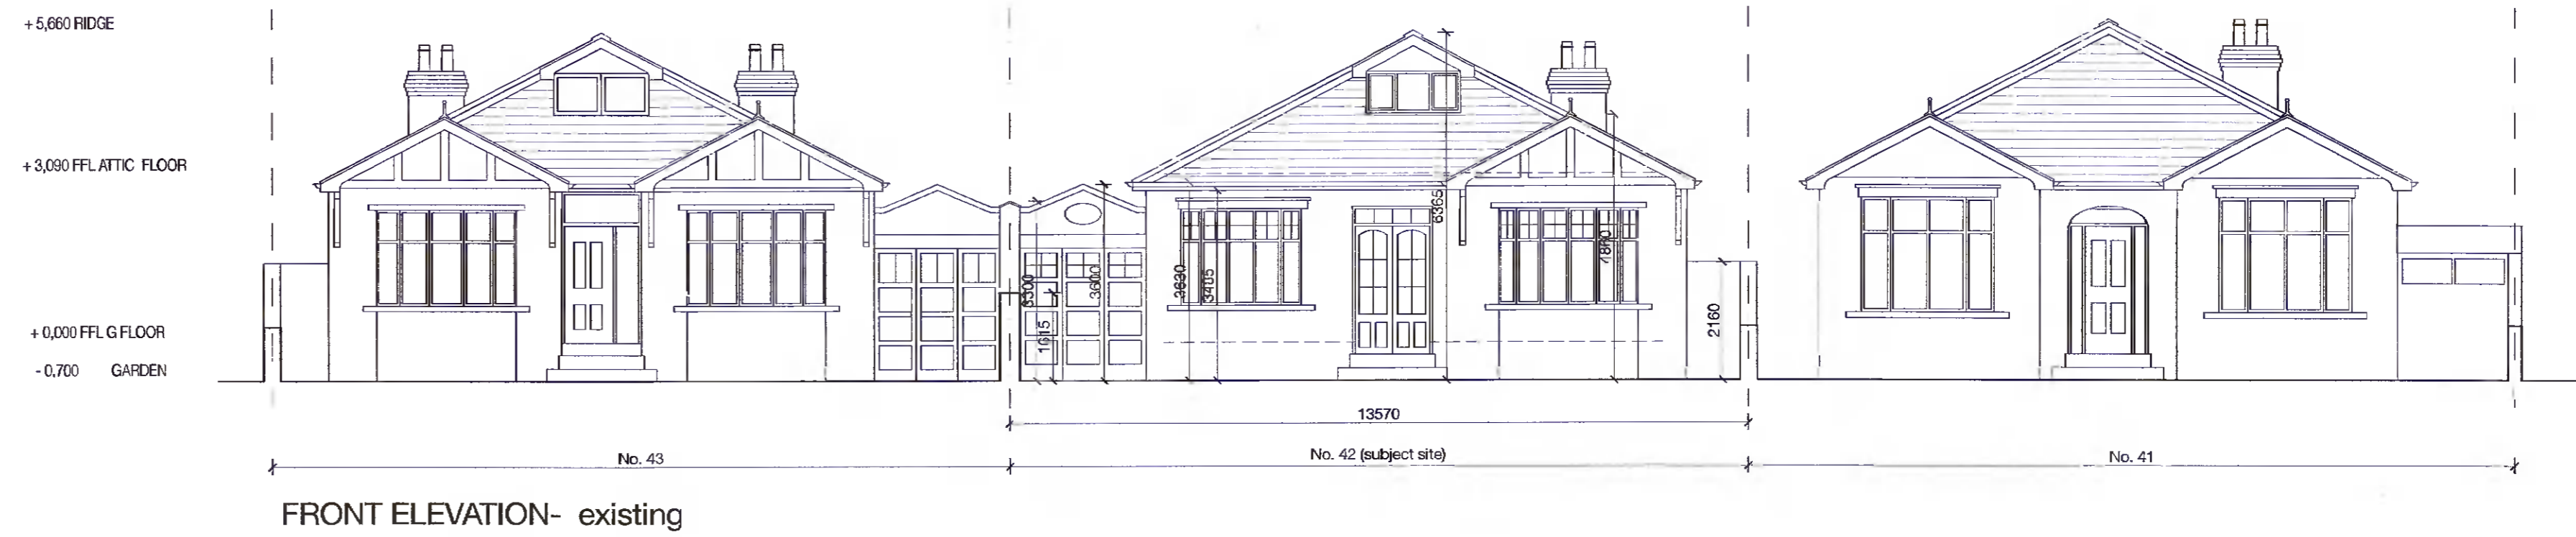 + 5,660 RIDGE
+ 3,090 FFL ATTIC FLOOR
+ 0,000 FFL G FLOOR
- 0,700 GARDEN
3300
1615
3600
3630
3405
6365
4860
2160
13570
No. 43
No. 42 (subject site)
No. 41
FRONT ELEVATION- existing